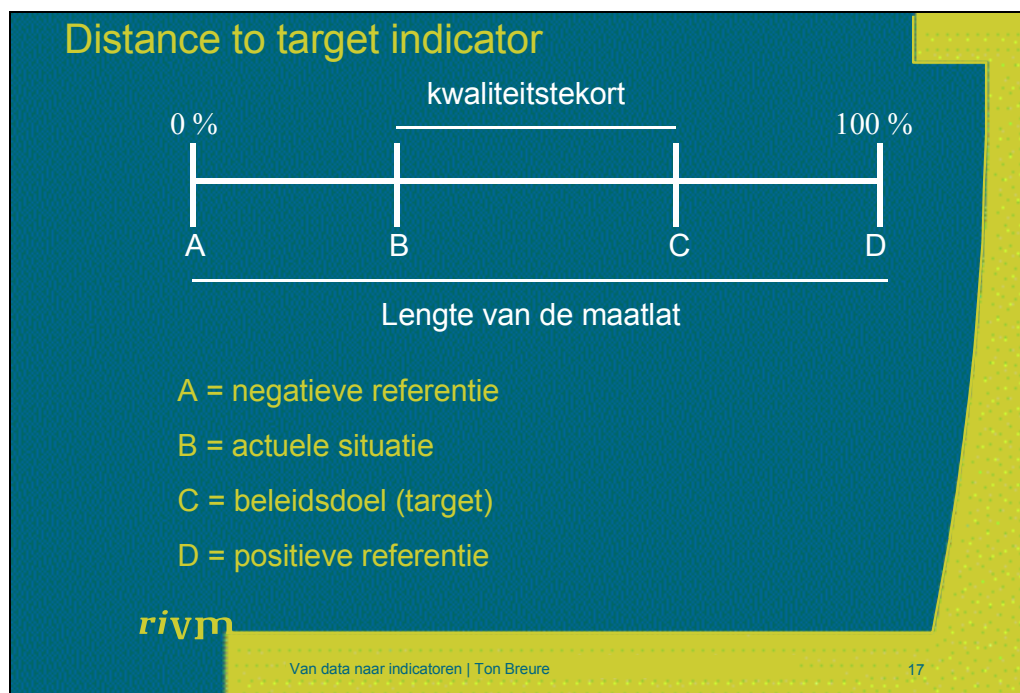 Distance to target indicator
kwaliteitstekort
0 % 100 %
A B C D
Lengte van de maatlat
A = negatieve referentie
B = actuele situatie
C = beleidsdoel (target)
D = positieve referentie
rivm
Van data naar indicatoren | Ton Breure 17